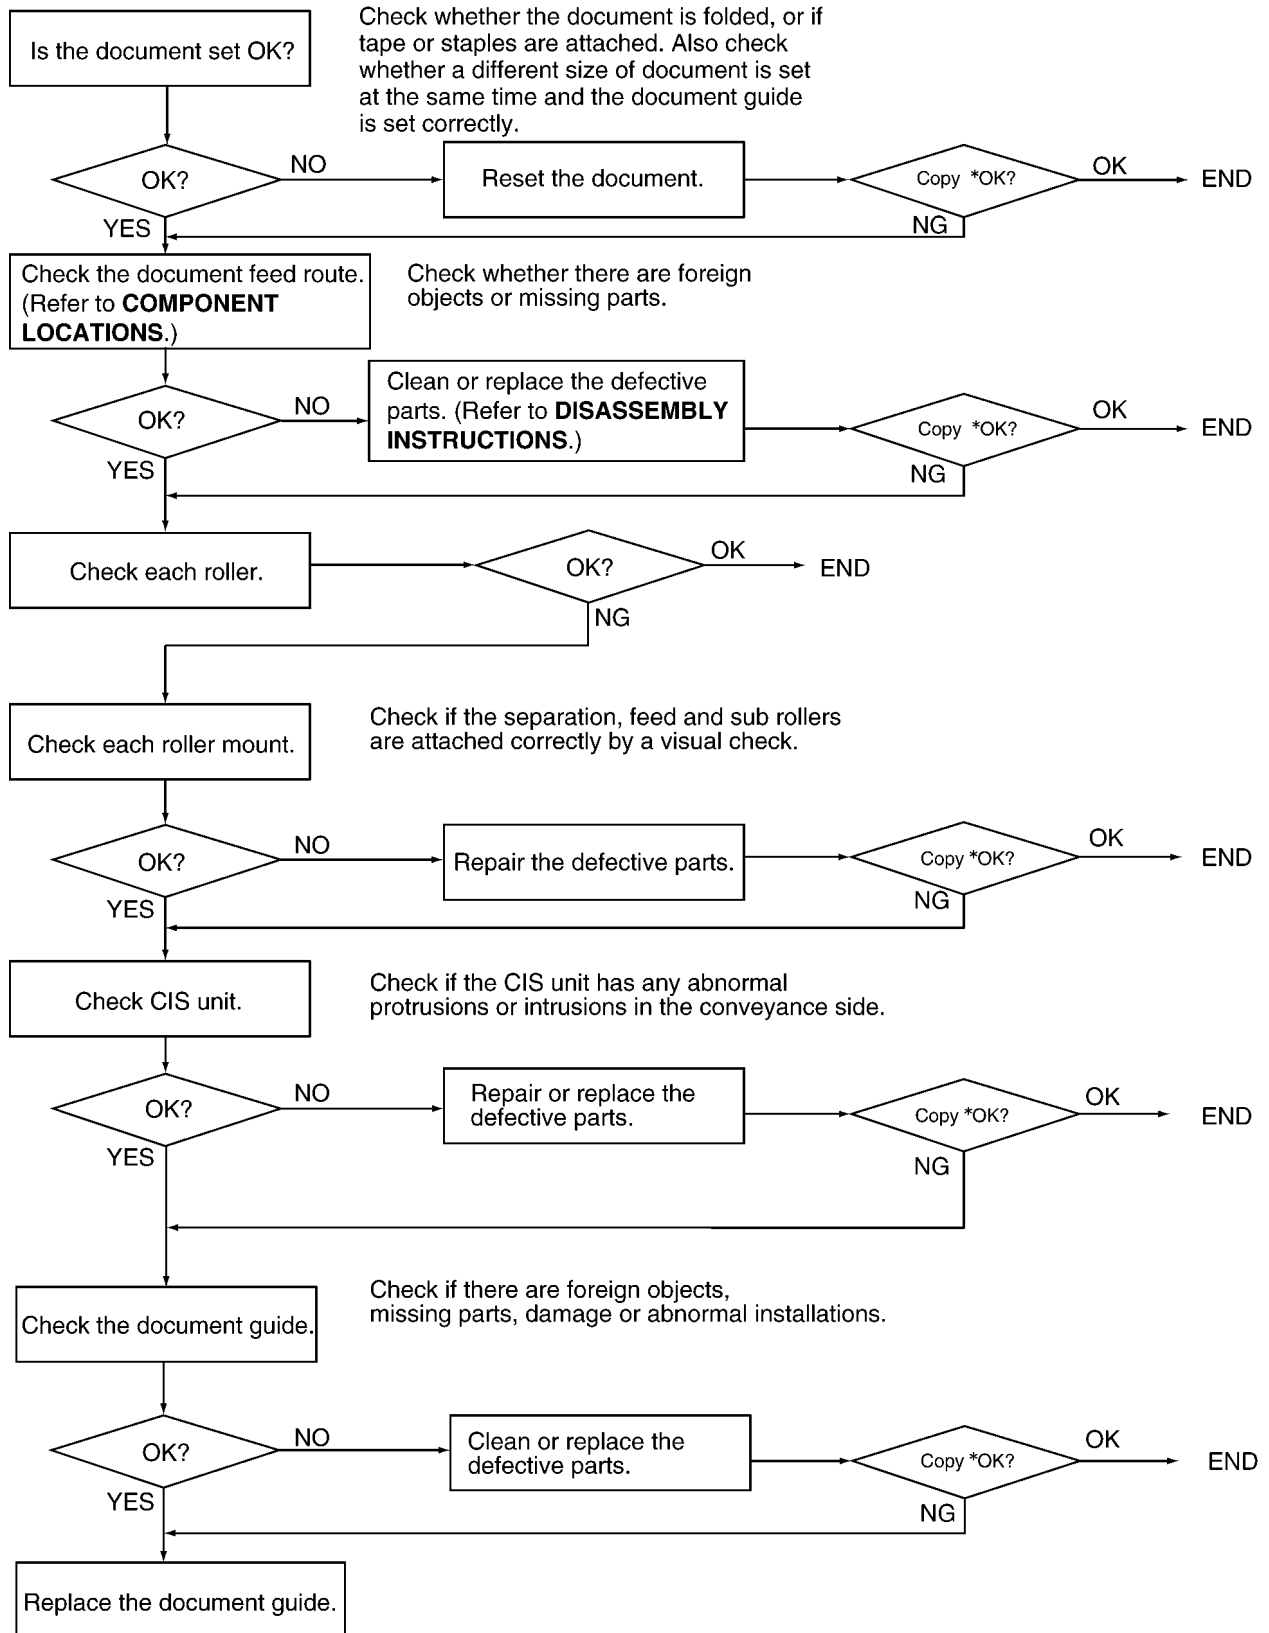 Check whether the document is folded, or if
tape or staples are attached. Also check
whether a different size of document is set
at the same time and the document guide
is set correctly.
Is the document set OK?
OK?
NO
Reset the document.
Copy *OK?
OK
END
YES
NG
Check the document feed route.
(Refer to COMPONENT
LOCATIONS.)
Check whether there are foreign
objects or missing parts.
OK?
NO
Clean or replace the defective
parts. (Refer to DISASSEMBLY
INSTRUCTIONS.)
Copy *OK?
OK
END
YES
NG
Check each roller.
OK?
OK
END
NG
Check each roller mount.
Check if the separation, feed and sub rollers
are attached correctly by a visual check.
OK?
NO
Repair the defective parts.
Copy *OK?
OK
END
YES
NG
Check CIS unit.
Check if the CIS unit has any abnormal
protrusions or intrusions in the conveyance side.
OK?
NO
Repair or replace the
defective parts.
Copy *OK?
OK
END
YES
NG
Check the document guide.
Check if there are foreign objects,
missing parts, damage or abnormal installations.
OK?
NO
Clean or replace the
defective parts.
Copy *OK?
OK
END
YES
NG
Replace the document guide.